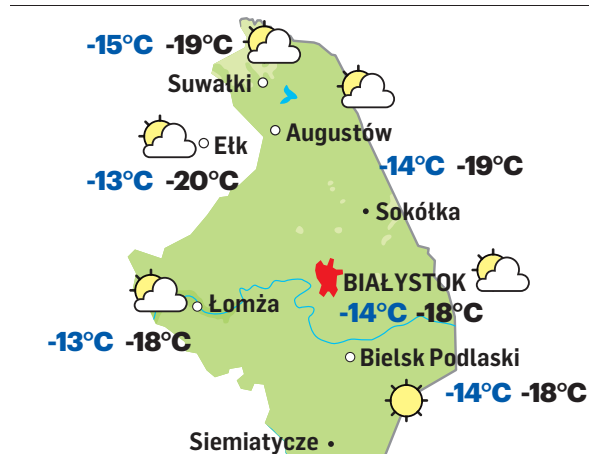 -15°C -19°C
Suwałki
Augustów
Ełk
-14°C -19°C
-13°C -20°C
Sokółka
BIAŁYSTOK
Łomża
-14°C -18°C
-13°C -18°C
Bielsk Podlaski
-14°C -18°C
Siemiatycze